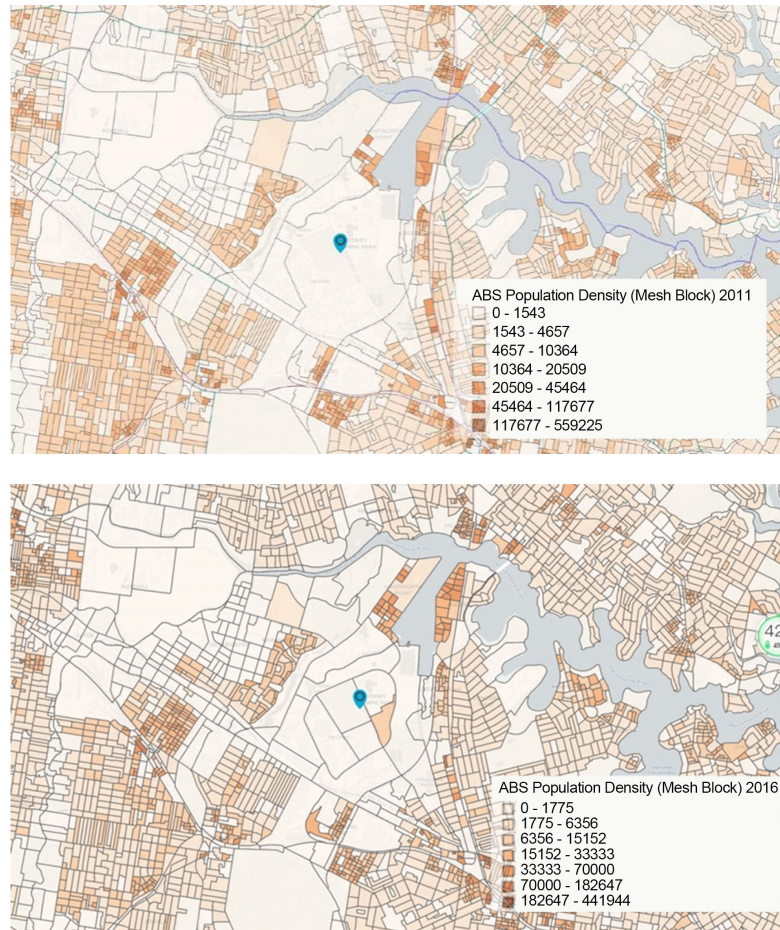 ABS Population Density (Mesh Block) 2011
0 - 1543
1543 - 4657
4657 - 10364
10364 - 20509
20509 - 45464
45464 - 117677
117677 - 559225
42
ABS Population Density (Mesh Block) 2016
0 - 1775
1775 - 6356
6356 - 15152
15152 - 33333
33333 - 70000
70000 - 182647
182647 - 441944